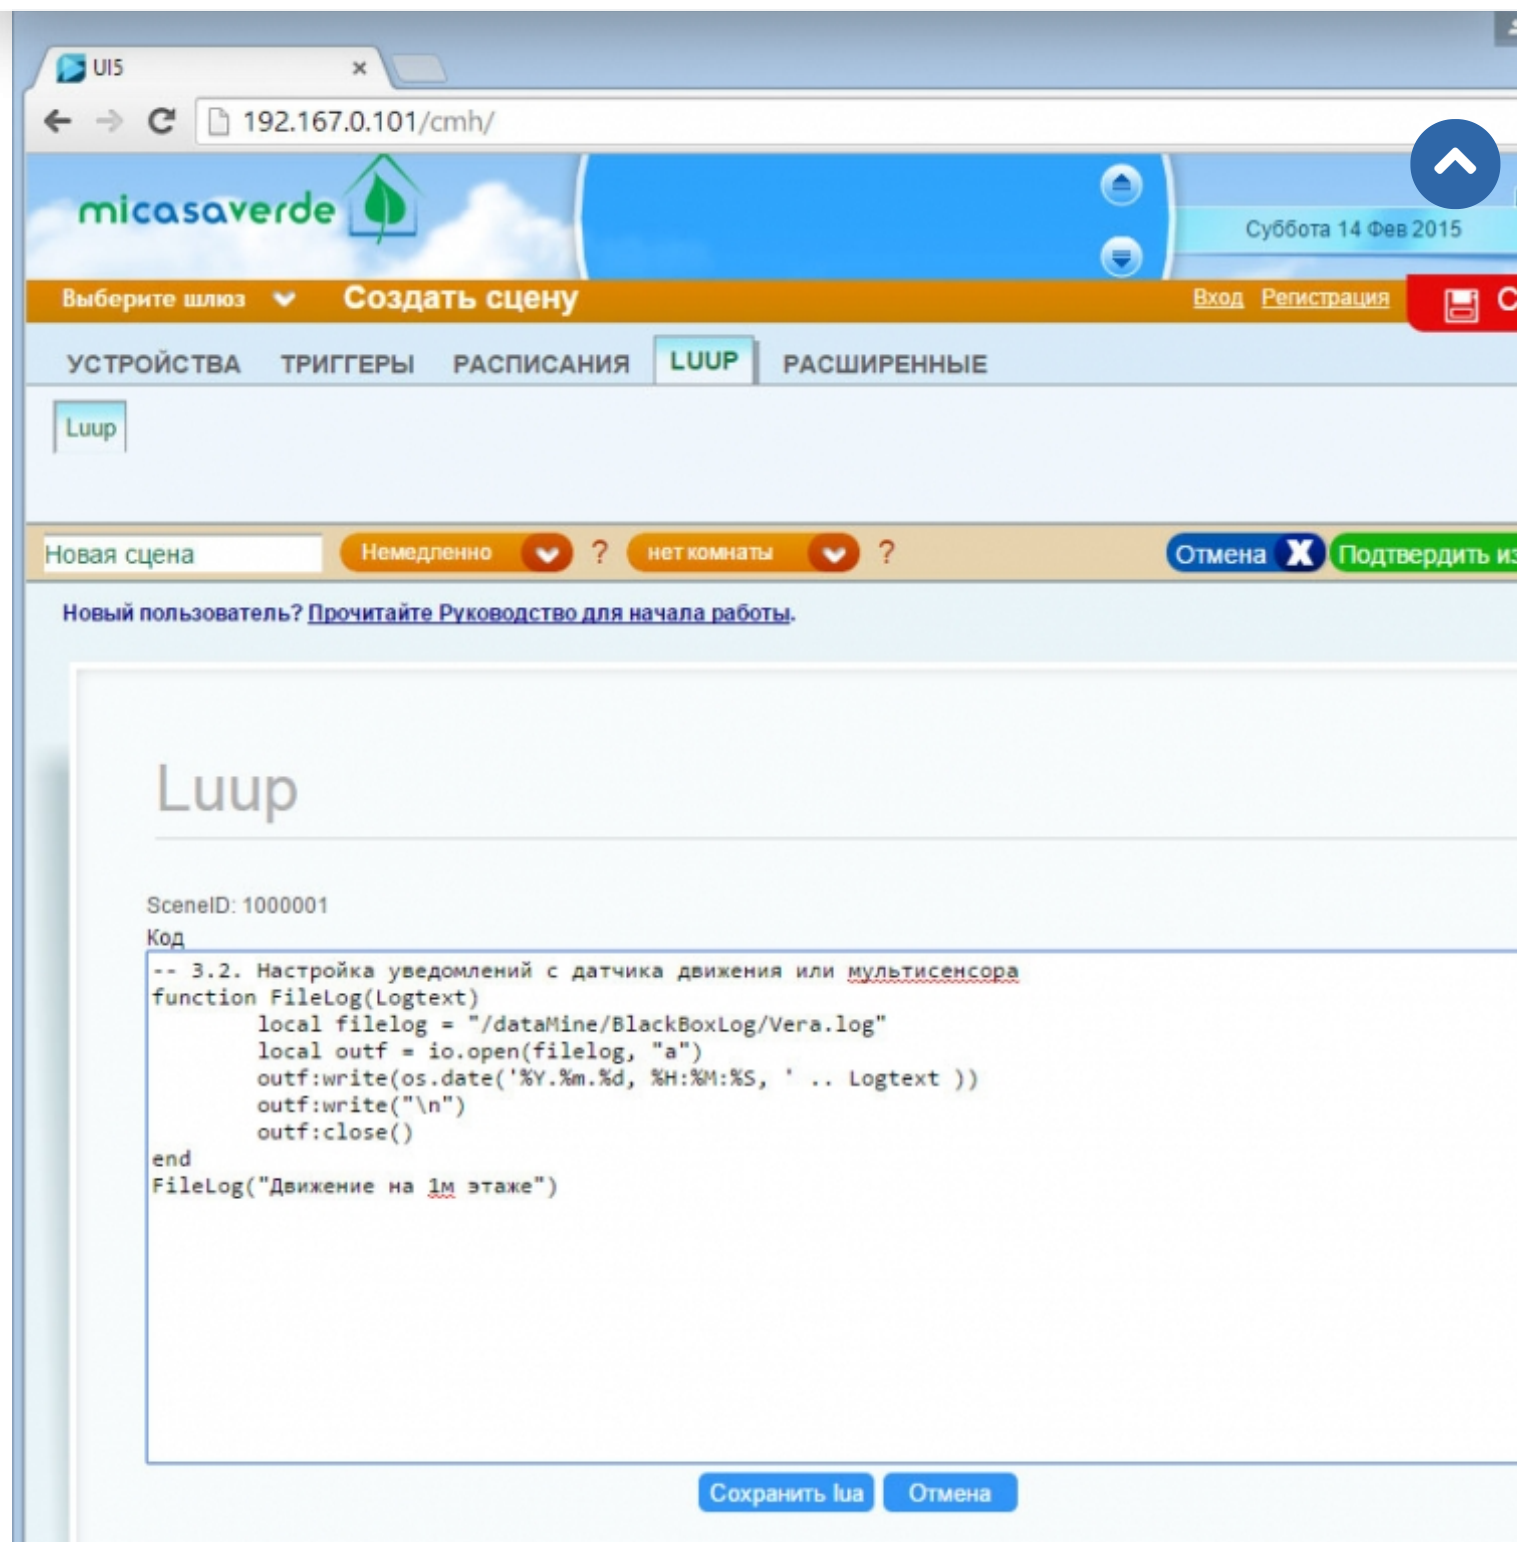 UI5
192.167.0.101/cmh/
micasaverde
Суббота 14 Фев 2015
Выберите шлюз Создать сцену Вход Регистрация С
УСТРОЙСТВА ТРИГГЕРЫ РАСПИСАНИЯ LUUP РАСШИРЕННЫЕ
Luup
Новая сцена Немедленно ? нет комнаты ? Отмена X Подтвердить из
Новый пользователь? Прочитайте Руководство для начала работы.
Luup
SceneID: 1000001
Код
-- 3.2. Настройка уведомлений с датчика движения или мультисенсора
function FileLog(Logtext)
local filelog = "/dataMine/BlackBoxLog/Vera.log"
local outf = io.open(filelog, "a")
outf:write(os.date('%Y.%m.%d, %H:%M:%S, ' .. Logtext ))
outf:write("\n")
outf:close()
end
FileLog("Движение на 1м этаже")
Сохранить lua Отмена